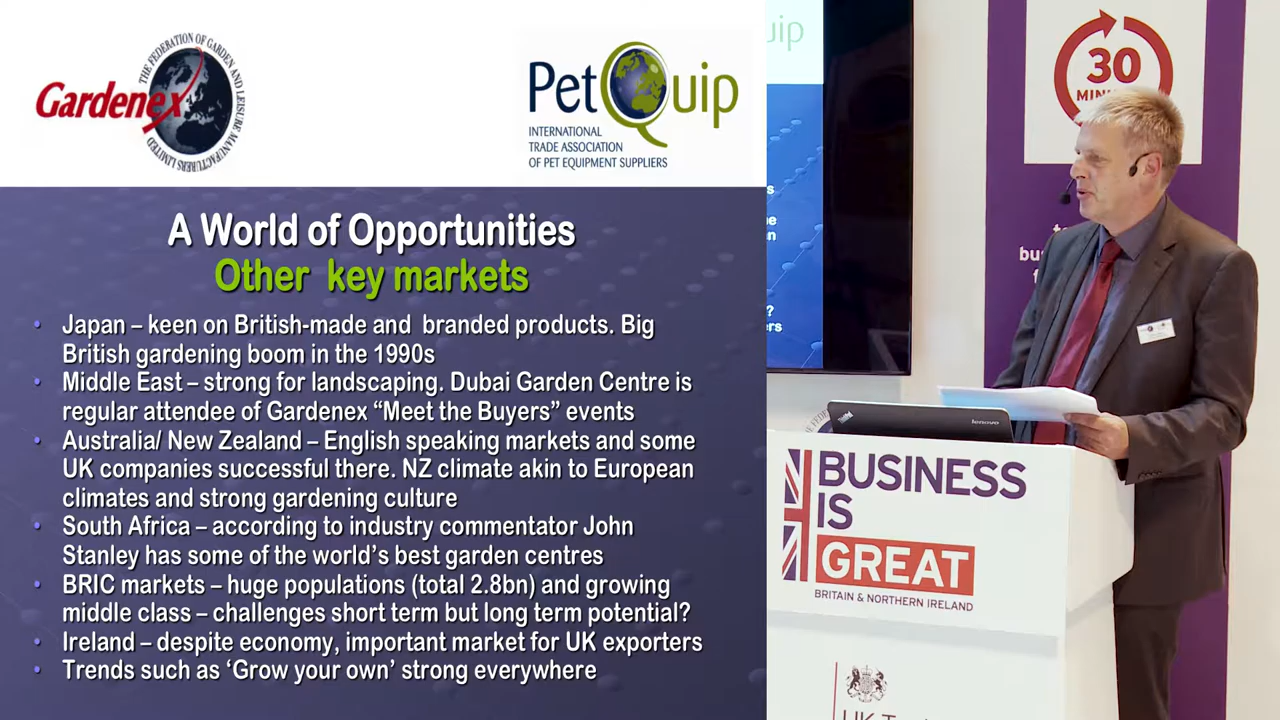 Gardenex
THE FEDERATION OF GARDEN AND LEISURE MANUFACTURERS LIMITED
PetQuip
INTERNATIONAL
TRADE ASSOCIATION
OF PET EQUIPMENT SUPPLIERS
A World of Opportunities
Other key markets
• Japan – keen on British-made and branded products. Big
British gardening boom in the 1990s
• Middle East – strong for landscaping. Dubai Garden Centre is
regular attendee of Gardenex “Meet the Buyers” events
• Australia/ New Zealand – English speaking markets and some
UK companies successful there. NZ climate akin to European
climates and strong gardening culture
• South Africa – according to industry commentator John
Stanley has some of the world’s best garden centres
• BRIC markets – huge populations (total 2.8bn) and growing
middle class – challenges short term but long term potential?
• Ireland – despite economy, important market for UK exporters
• Trends such as ‘Grow your own’ strong everywhere
uip
30
lenovo
BUSINESS
IS
GREAT
BRITAIN & NORTHERN IRELAND